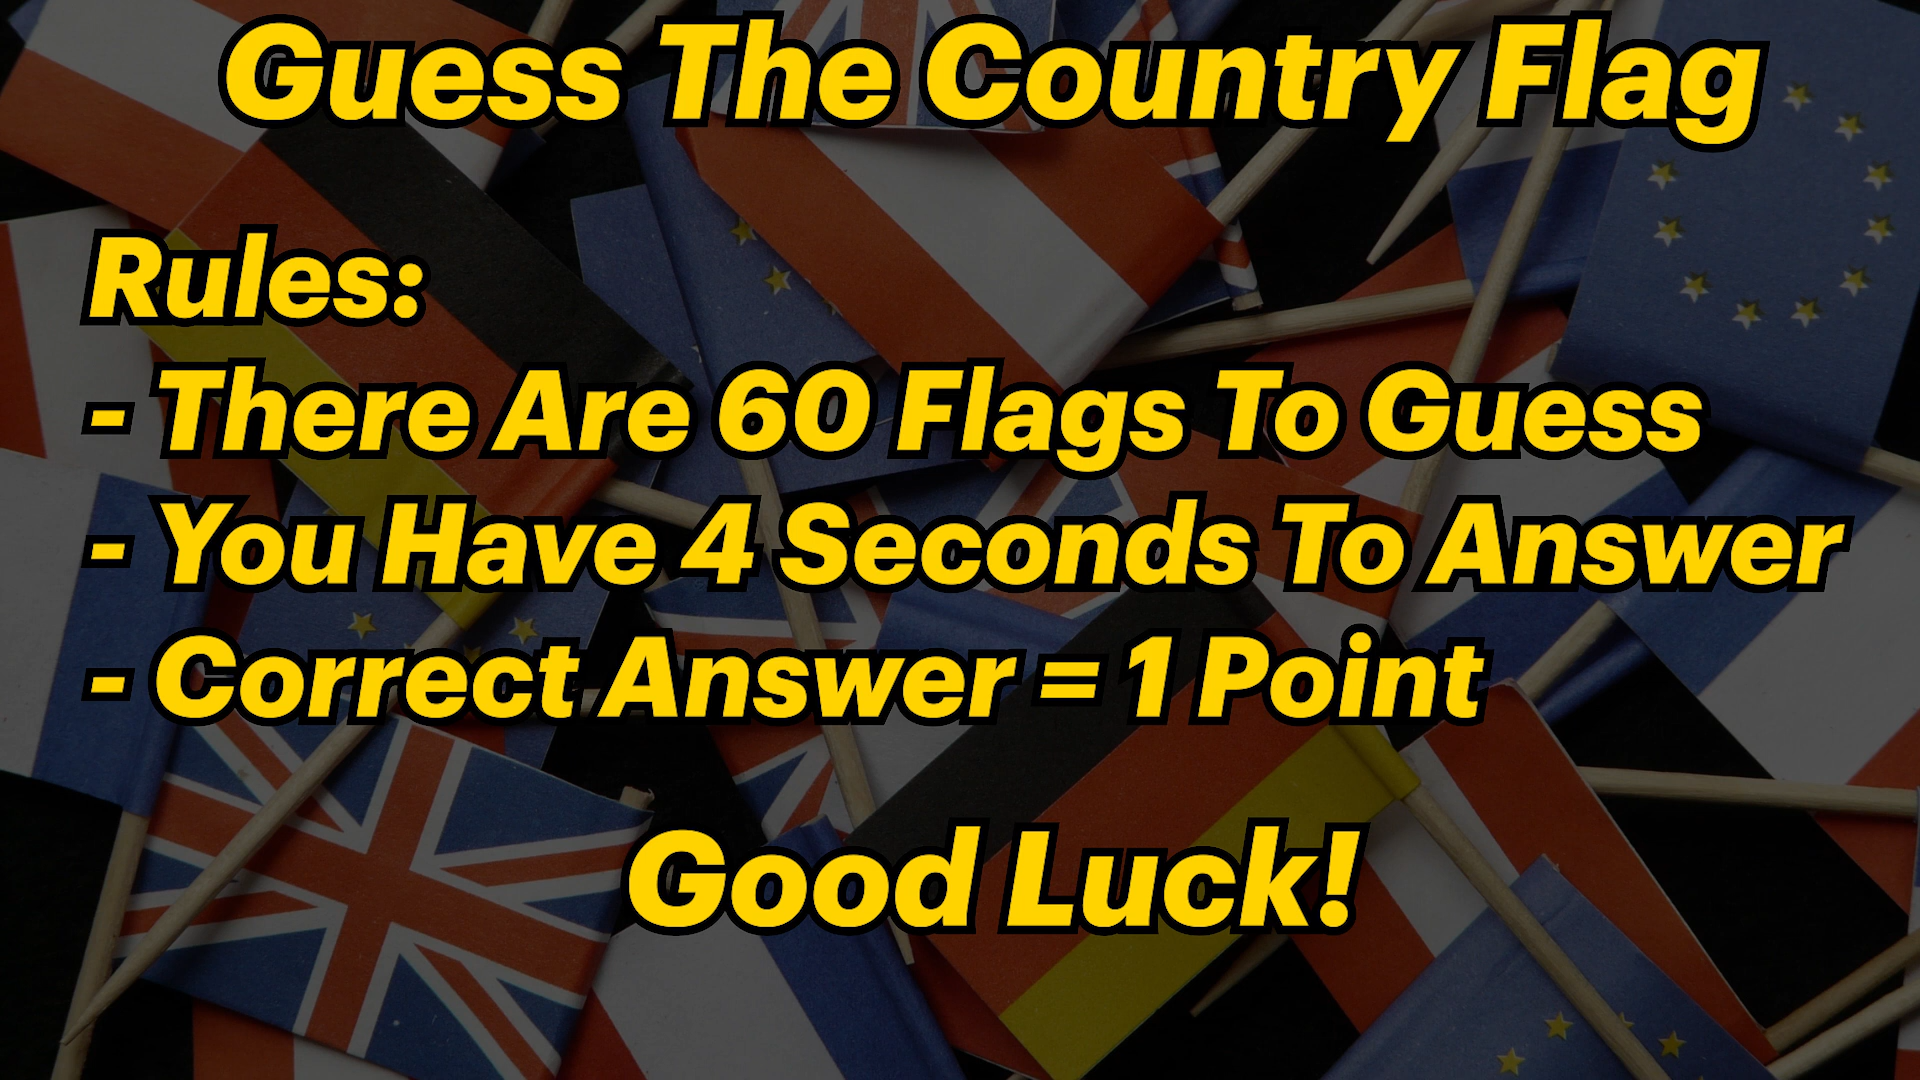 Guess The Country Flag
Rules:
- There Are 60 Flags To Guess
- You Have 4 Seconds To Answer
- Correct Answer = 1 Point
Good Luck!